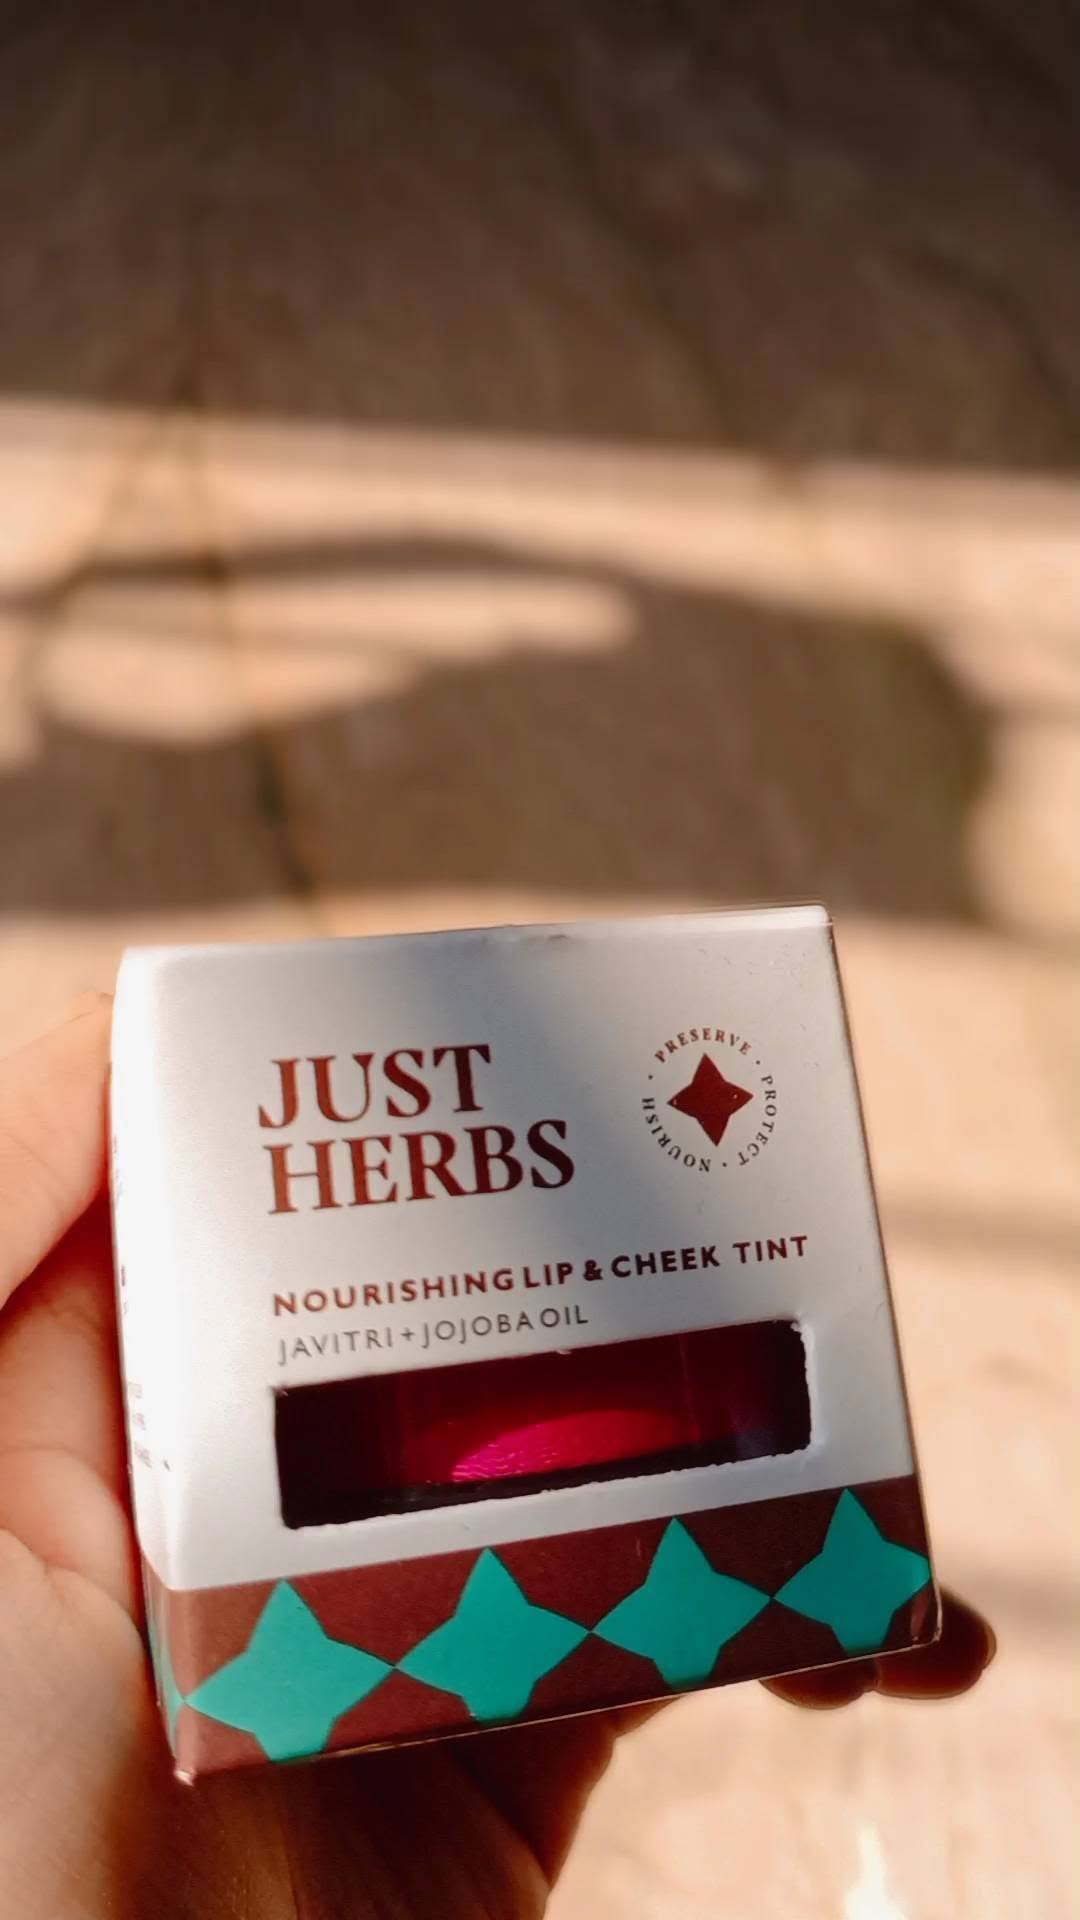 JUST
HERBS
PRESERVE · PROTECT · NOURISH ·
NOURISHING LIP & CHEEK TINT
JAVITRI + JOJOBA OIL